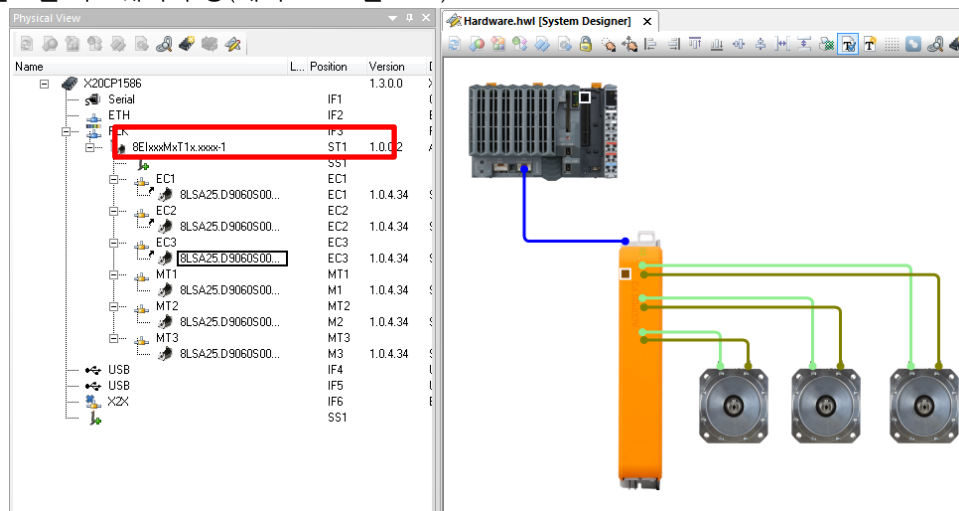 Physical View
Hardware.hwl [System Designer]
Name L... Position Version
X20CP1586 1.3.0.0
Serial IF1
ETH IF2
PLK IF3
8EIxxxMxT1x.xxxx-1 ST1 1.0.0.2
SS1
EC1 EC1
8LSA25.D9060S00... EC1 1.0.4.34
EC2 EC2
8LSA25.D9060S00... EC2 1.0.4.34
EC3 EC3
8LSA25.D9060S00... EC3 1.0.4.34
MT1 MT1
8LSA25.D9060S00... M1 1.0.4.34
MT2 MT2
8LSA25.D9060S00... M2 1.0.4.34
MT3 MT3
8LSA25.D9060S00... M3 1.0.4.34
USB IF4
USB IF5
X2X IF6
SS1